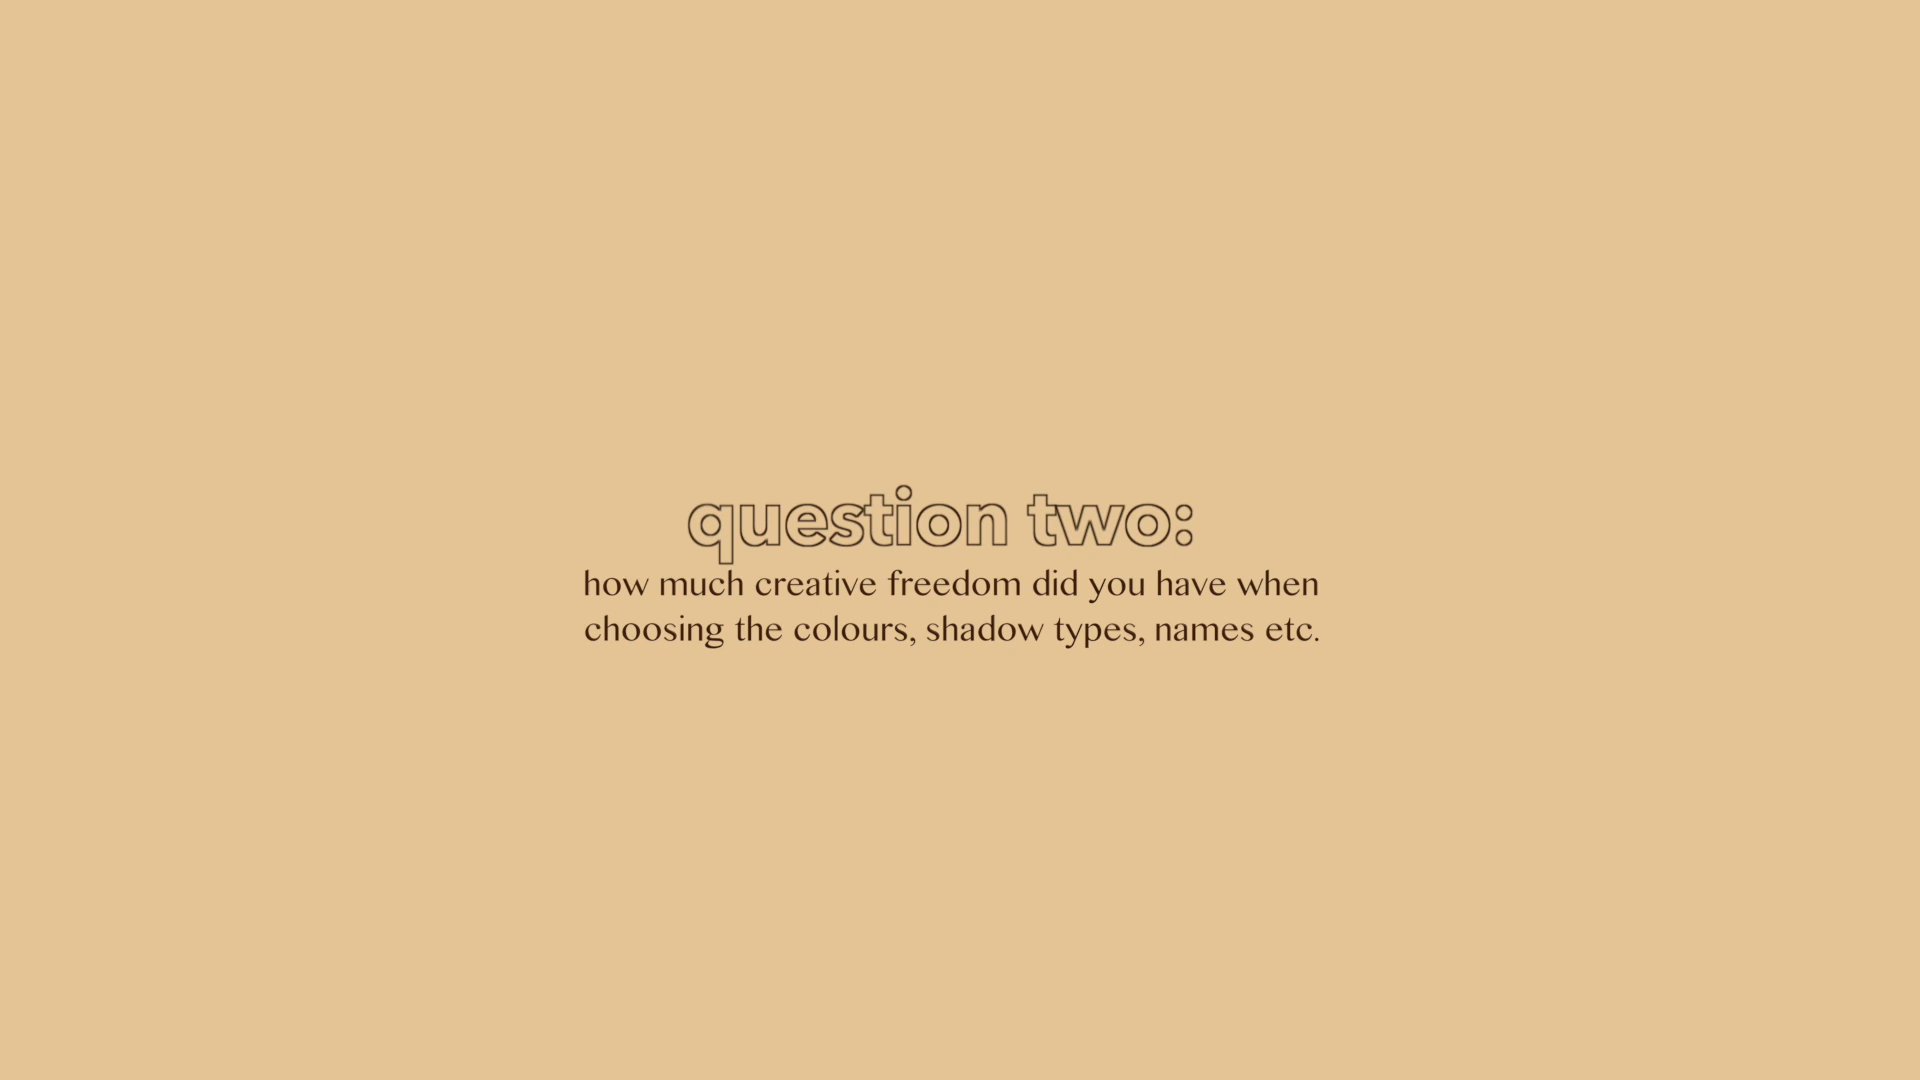 question two:
how much creative freedom did you have when
choosing the colours, shadow types, names etc.